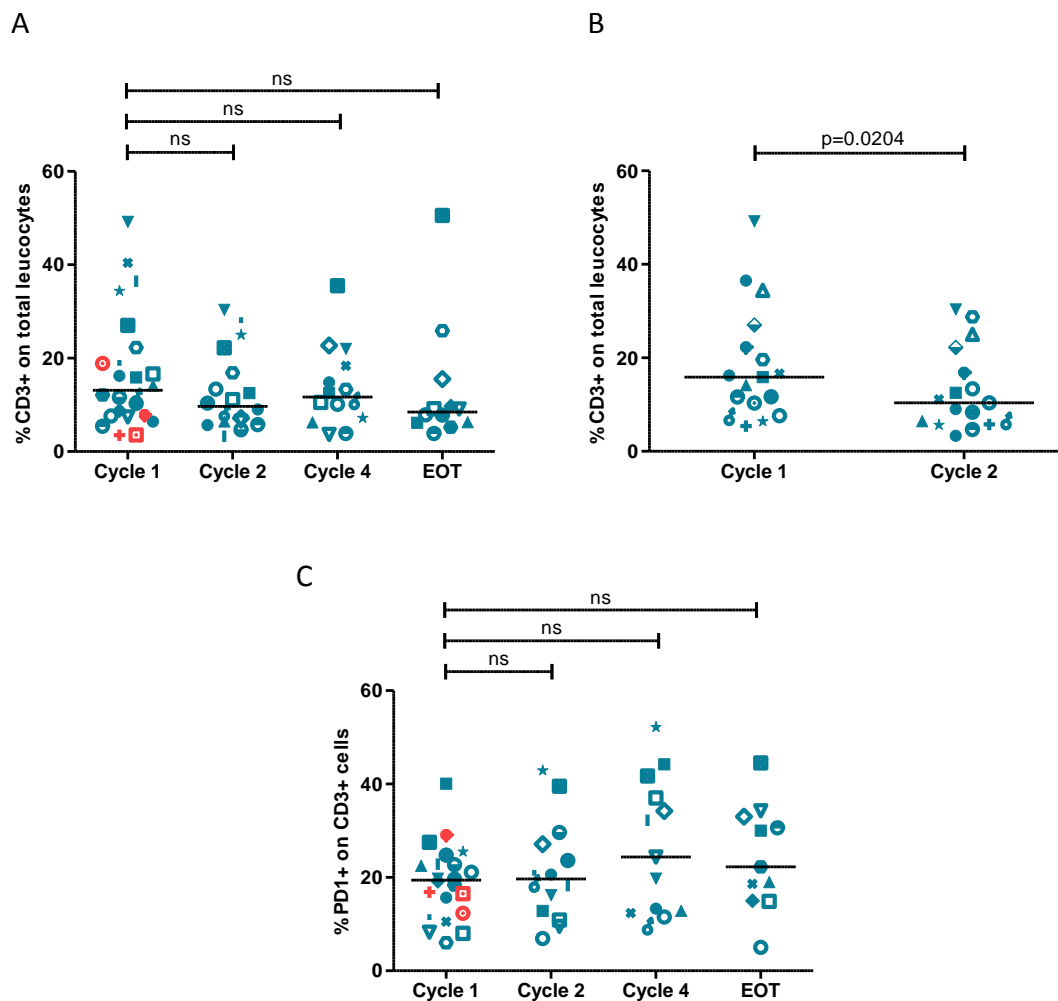 A
B
ns
ns
ns
p=0.0204
% CD3+ on total leucocytes
60
40
20
0
Cycle 1
Cycle 2
Cycle 4
EOT
% CD3+ on total leucocytes
60
40
20
0
Cycle 1
Cycle 2
C
ns
ns
ns
%PD1+ on CD3+ cells
60
40
20
0
Cycle 1
Cycle 2
Cycle 4
EOT